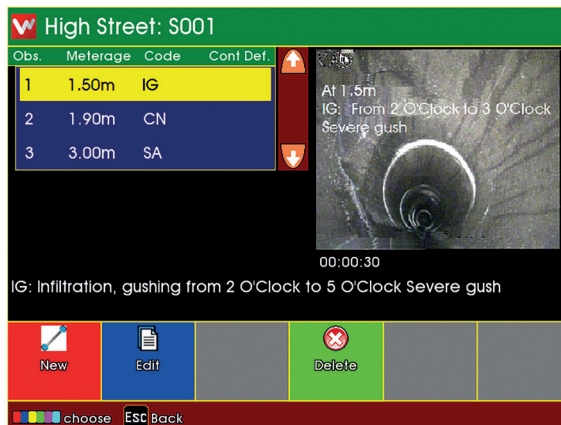 High Street: S001
Obs. Meterage Code Cont Def.
1 1.50m IG
2 1.90m CN
3 3.00m SA
At 1.5m
IG: From 2 O'Clock to 3 O'Clock
Severe gush
00:00:30
IG: Infiltration, gushing from 2 O'Clock to 5 O'Clock Severe gush
New Edit Delete
choose ESC Back